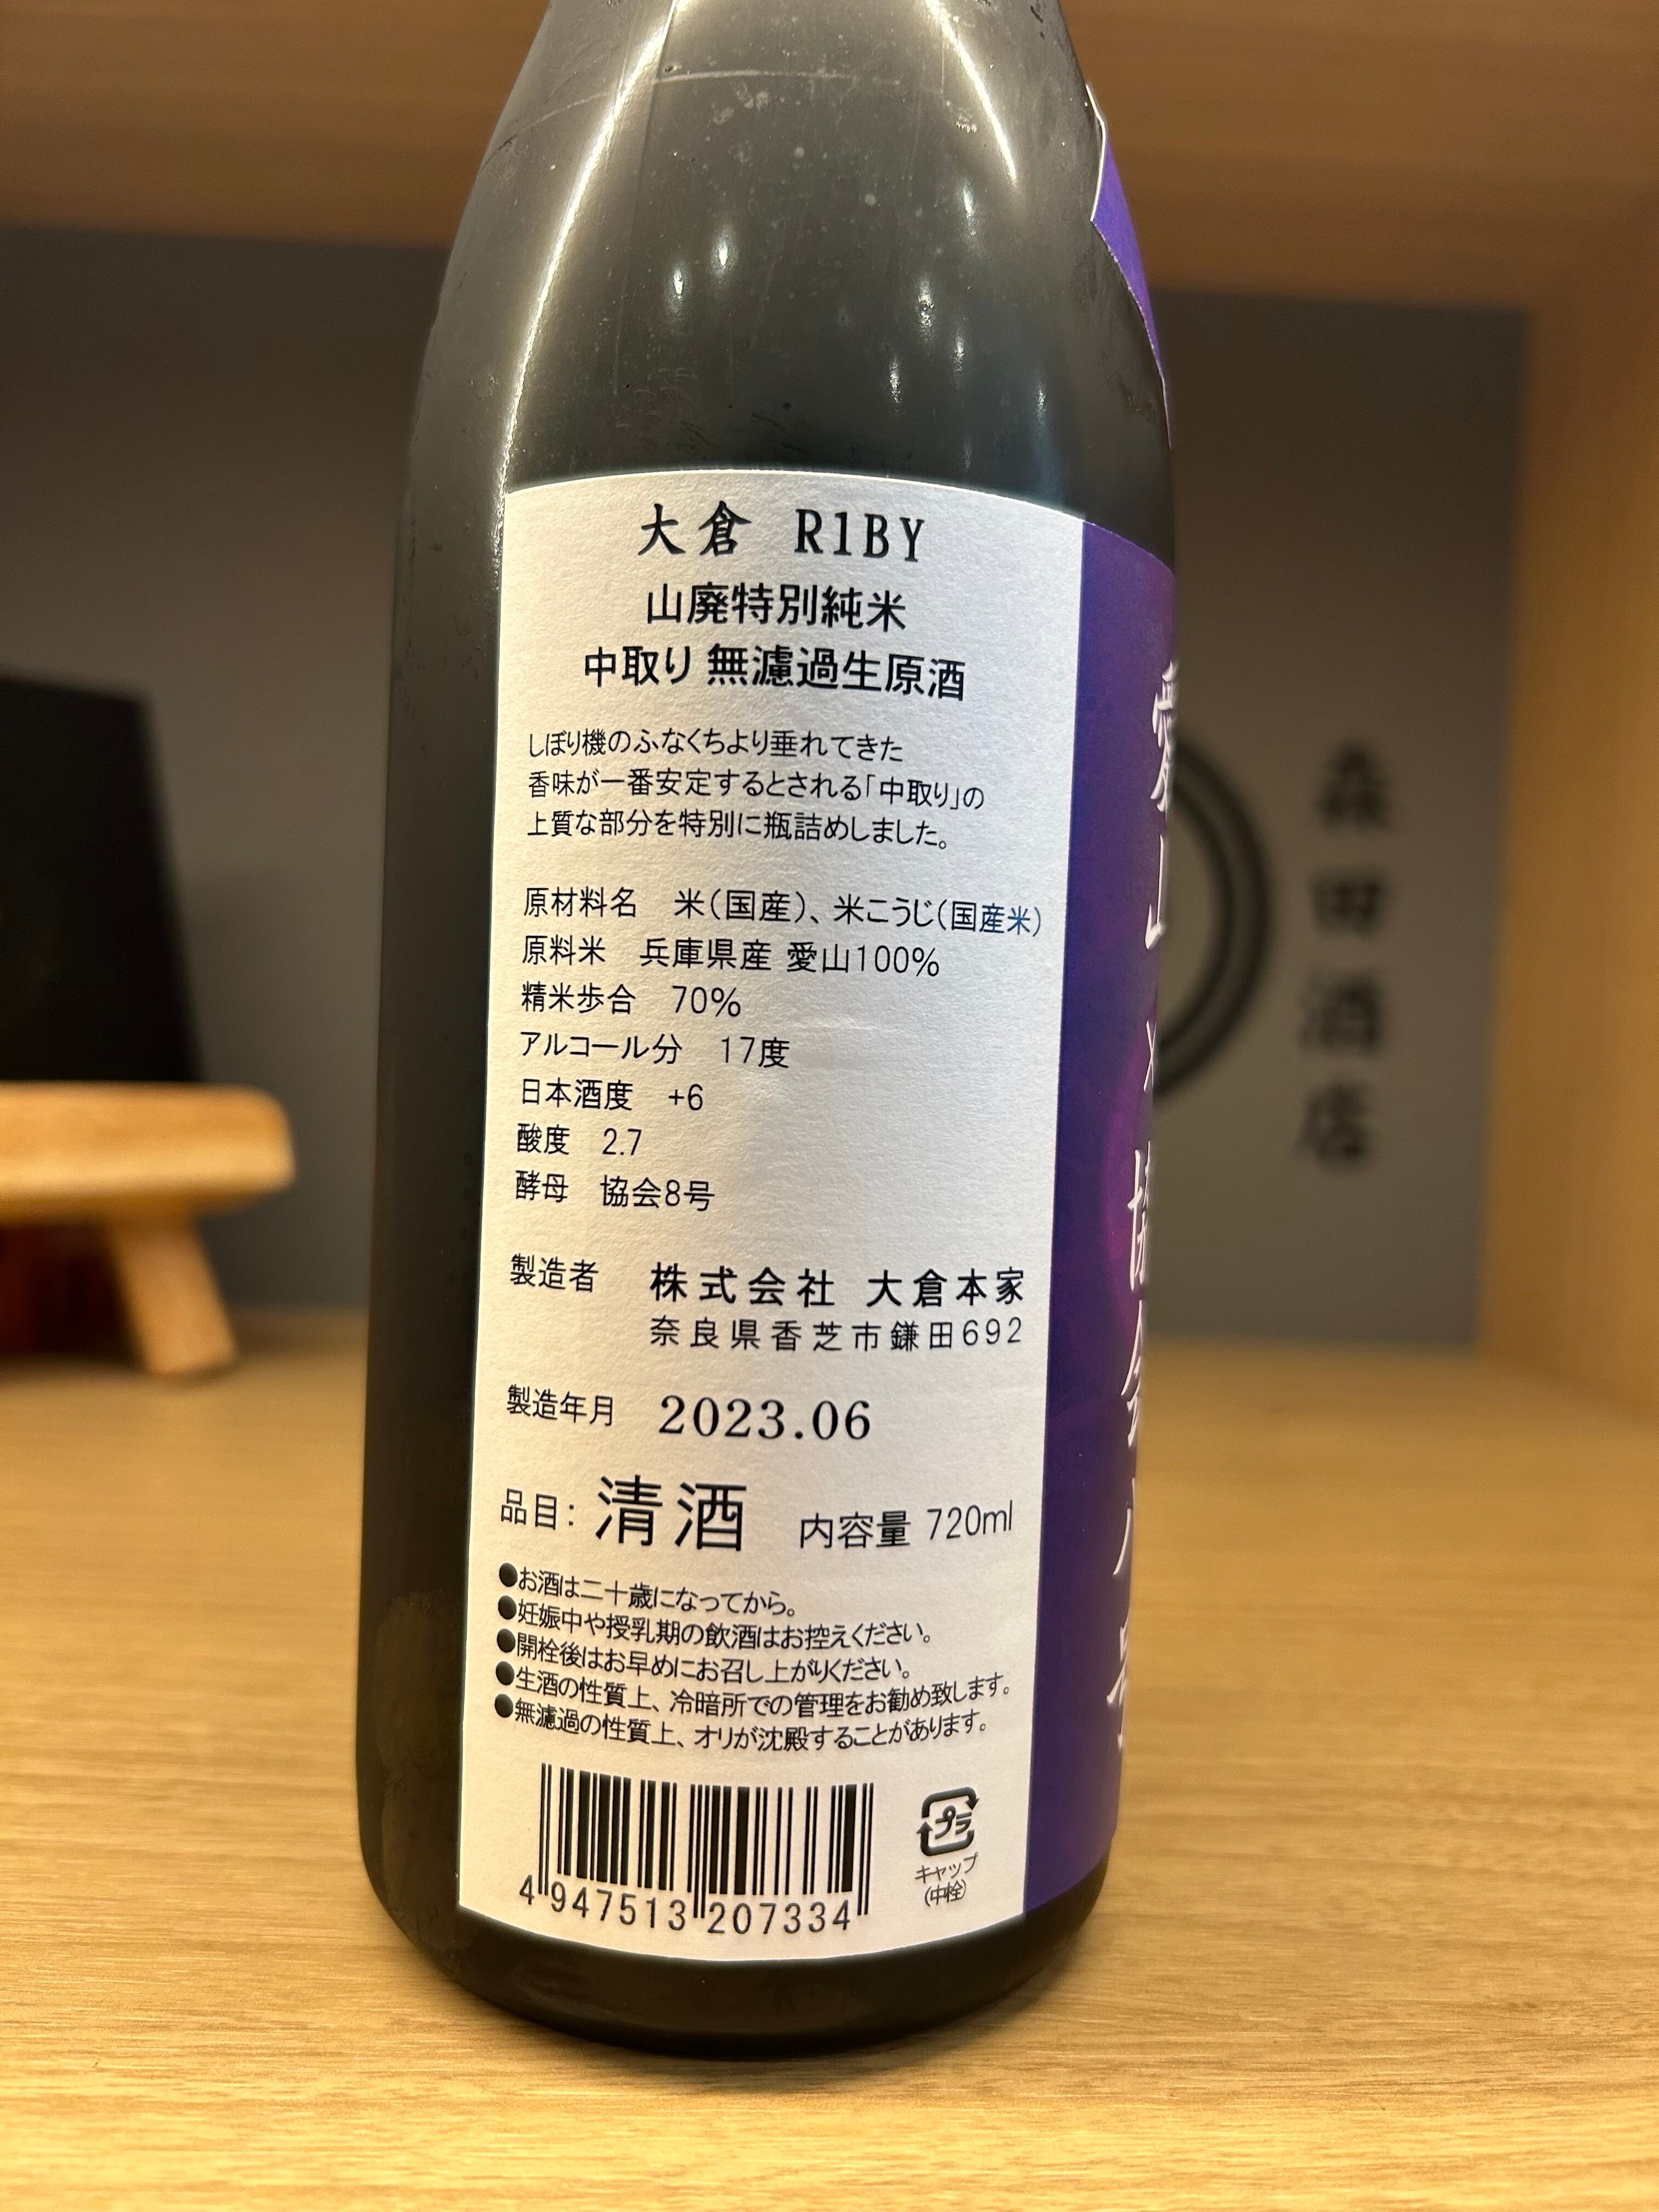 大倉 R1BY
山廃特別純米
中取り 無濾過生原酒
しぼり機のふなくちより垂れてきた
香味が一番安定するとされる「中取り」の
上質な部分を特別に瓶詰めしました。
原材料名 米(国産)、米こうじ(国産米)
原料米 兵庫県産 愛山100%
精米歩合 70%
アルコール分 17度
日本酒度 +6
酸度 2.7
酵母 協会8号
製造者 株式会社 大倉本家
奈良県香芝市鎌田692
製造年月 2023.06
品目: 清酒 内容量 720ml
●お酒は二十歳になってから。
●妊娠中や授乳期の飲酒はお控えください。
●開栓後はお早めにお召し上がりください。
●生酒の性質上、冷暗所での管理をお勧め致します。
●無濾過の性質上、オリが沈殿することがあります。
4 947513 207334
プラ
キャップ
(中栓)
愛山×協会八号
森田酒店